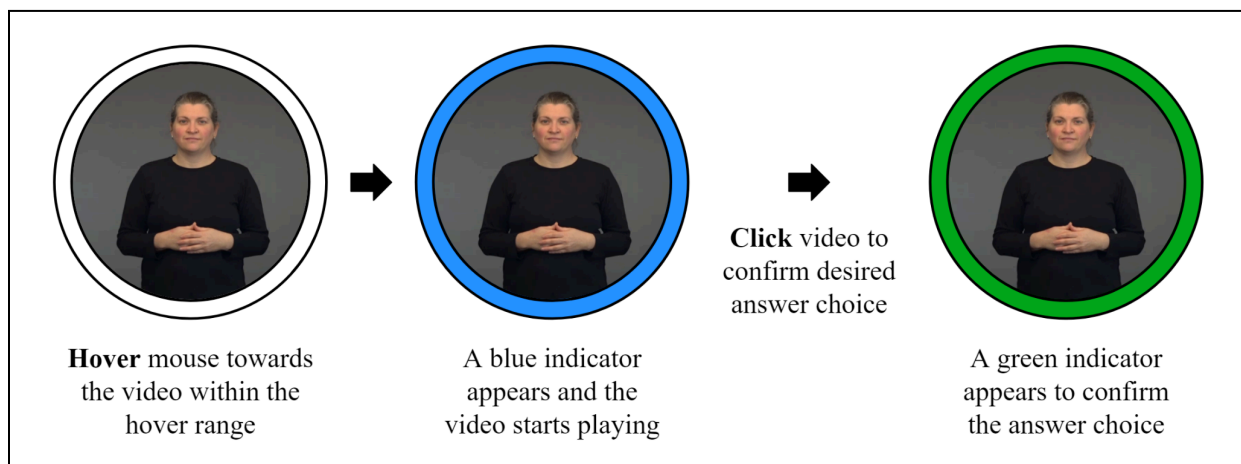 Hover mouse towards
the video within the
hover range
A blue indicator
appears and the
video starts playing
Click video to
confirm desired
answer choice
A green indicator
appears to confirm
the answer choice